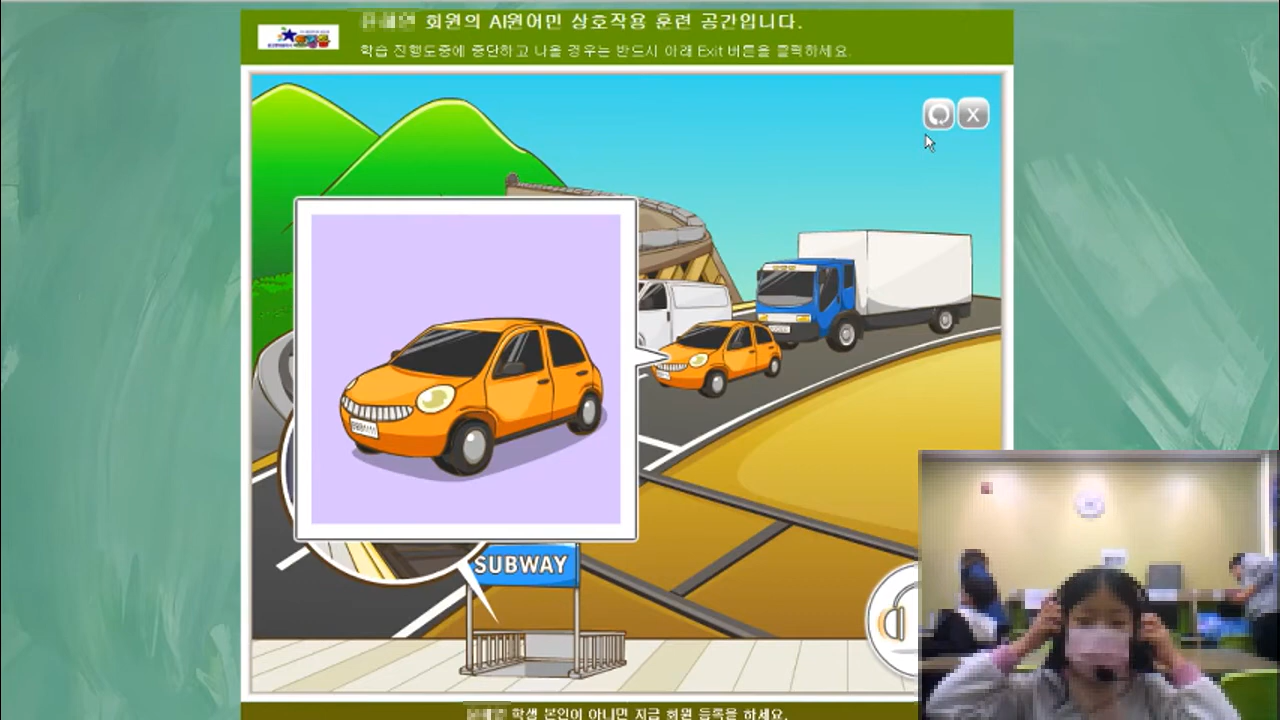 회원의 AI원어민 상호작용 훈련 공간입니다.
학습 진행도중에 중단하고 나올 경우는 반드시 아래 Exit 버튼을 클릭하세요.
X
SUBWAY
학생 본인이 아니면 지금 회원 등록을 하세요.